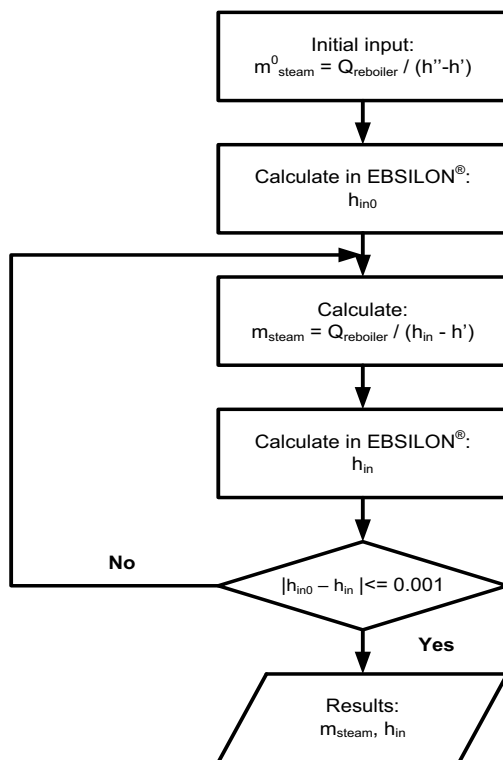 Initial input:
m⁰steam = Qreboiler / (h''-h')
Calculate in EBSILON®:
hin0
Calculate:
msteam = Qreboiler / (hin - h')
Calculate in EBSILON®:
hin
No
|hin0 – hin |<= 0.001
Yes
Results:
msteam, hin